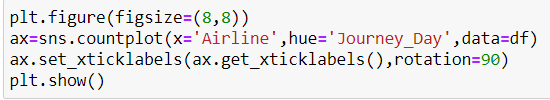 plt.figure(figsize=(8,8))
ax=sns.countplot(x='Airline',hue='Journey_Day',data=df)
ax.set_xticklabels(ax.get_xticklabels(),rotation=90)
plt.show()